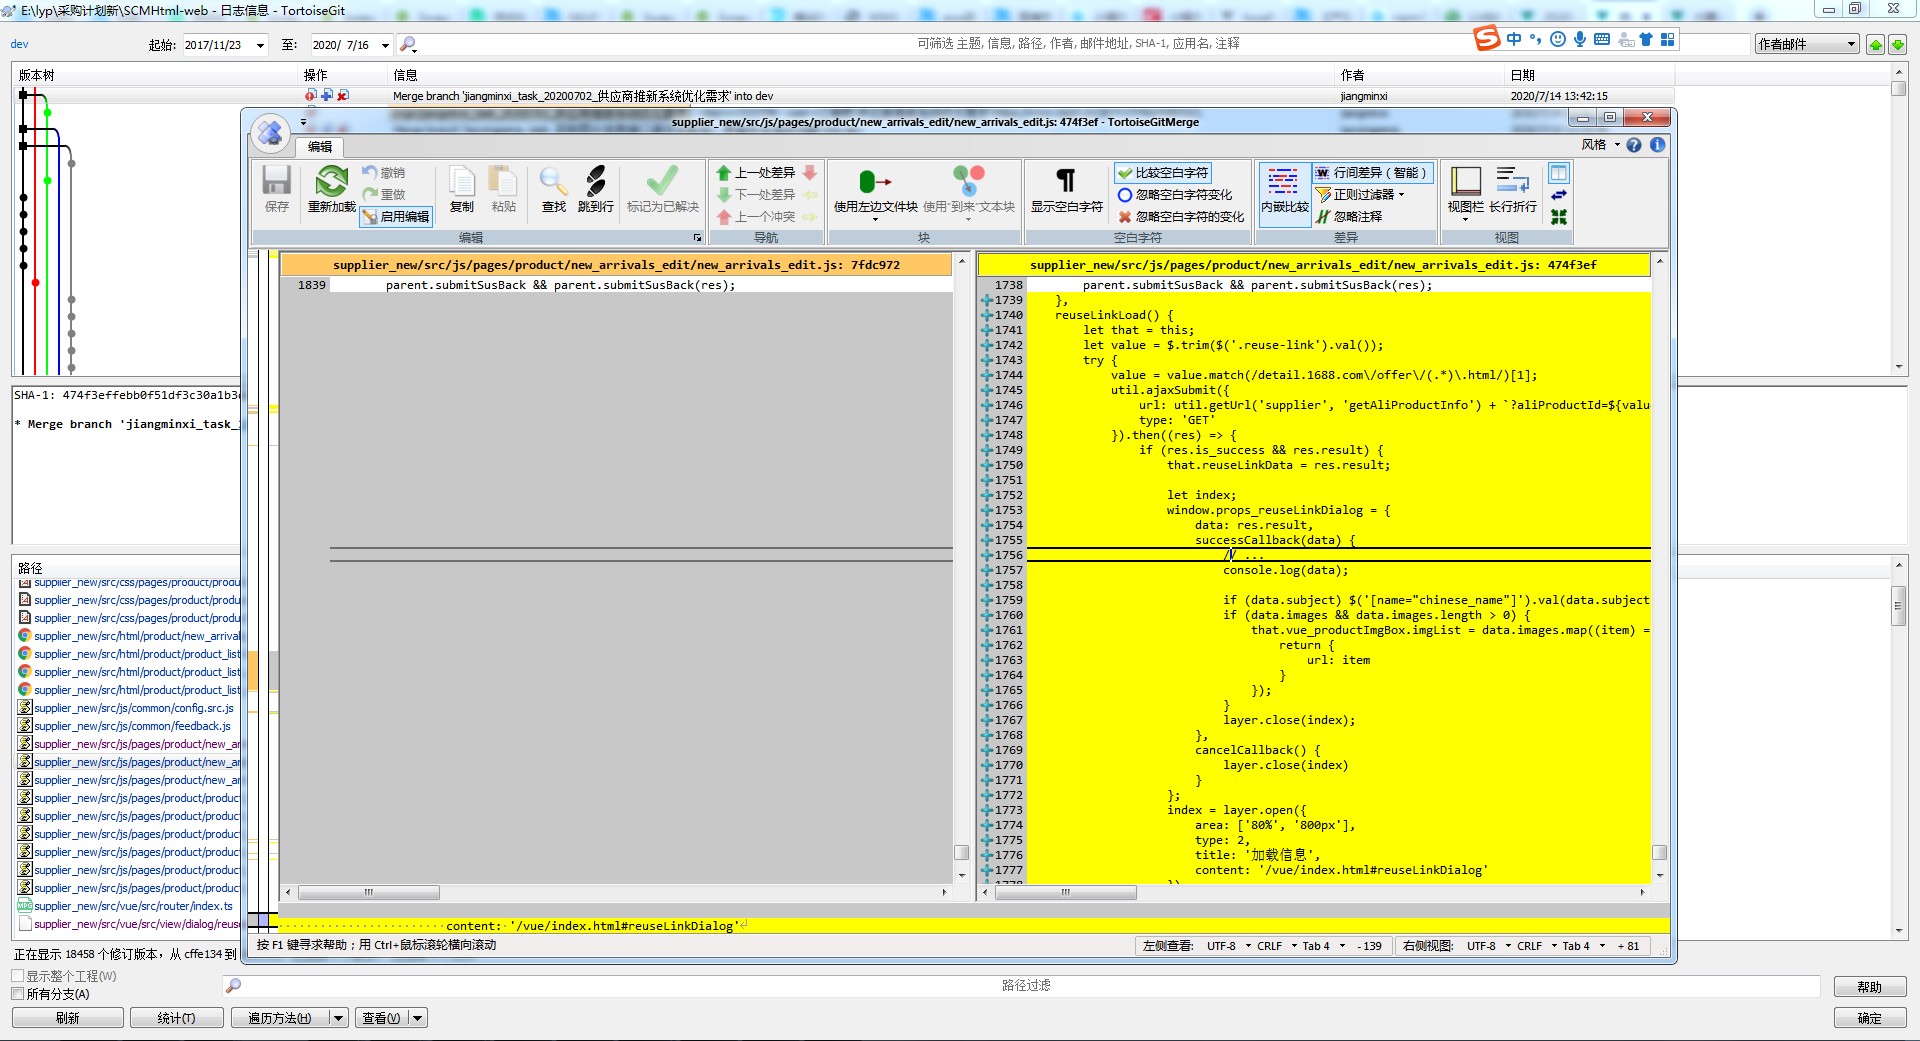 E:\lyp\采购计划新\SCMHtml-web - 日志信息 - TortoiseGit
dev
起始: 2017/11/23 至: 2020/ 7/16
可筛选 主题, 信息, 路径, 作者, 邮件地址, SHA-1, 应用名, 注释
中
作者邮件
版本树 操作 信息 作者 日期
Merge branch 'jiangminxi_task_20200702_供应商推新系统优化需求' into dev jiangminxi 2020/7/14 13:42:15
supplier_new/src/js/pages/product/new_arrivals_edit/new_arrivals_edit.js: 474f3ef - TortoiseGitMerge
编辑
风格
保存
重新加载
撤销
重做
启用编辑
复制
粘贴
查找
跳到行
标记为已解决
编辑
上一处差异
下一处差异
上一个冲突
导航
使用左边文件块
使用"到来"文本块
块
显示空白字符
比较空白字符
忽略空白字符变化
忽略空白字符的变化
空白字符
内嵌比较
行间差异（智能）
正则过滤器
忽略注释
差异
视图栏
长行折行
视图
supplier_new/src/js/pages/product/new_arrivals_edit/new_arrivals_edit.js: 7fdc972
1839 parent.submitSusBack && parent.submitSusBack(res);
supplier_new/src/js/pages/product/new_arrivals_edit/new_arrivals_edit.js: 474f3ef
1738 parent.submitSusBack && parent.submitSusBack(res);
1739 },
1740 reuseLinkLoad() {
1741 let that = this;
1742 let value = $.trim($('.reuse-link').val());
1743 try {
1744 value = value.match(/detail.1688.com\/offer\/(.*)\.html/)[1];
1745 util.ajaxSubmit({
1746 url: util.getUrl('supplier', 'getAliProductInfo') + `?aliProductId=${valu
1747 type: 'GET'
1748 }).then((res) => {
1749 if (res.is_success && res.result) {
1750 that.reuseLinkData = res.result;
1751
1752 let index;
1753 window.props_reuseLinkDialog = {
1754 data: res.result,
1755 successCallback(data) {
1756 // ...
1757 console.log(data);
1758
1759 if (data.subject) $('[name="chinese_name"]').val(data.subject
1760 if (data.images && data.images.length > 0) {
1761 that.vue_productImgBox.imgList = data.images.map((item) =
1762 return {
1763 url: item
1764 }
1765 });
1766 }
1767 layer.close(index);
1768 },
1769 cancelCallback() {
1770 layer.close(index)
1771 }
1772 };
1773 index = layer.open({
1774 area: ['80%', '800px'],
1775 type: 2,
1776 title: '加载信息',
1777 content: '/vue/index.html#reuseLinkDialog'
content: '/vue/index.html#reuseLinkDialog'
按 F1 键寻求帮助；用 Ctrl+鼠标滚轮横向滚动
左侧查看: UTF-8 CRLF Tab 4 - 139 右侧视图: UTF-8 CRLF Tab 4 + 81
SHA-1: 474f3effebb0f51df3c30a1b3
* Merge branch 'jiangminxi_task_
路径
supplier_new/src/css/pages/product/produ
supplier_new/src/css/pages/product/produ
supplier_new/src/css/pages/product/produ
supplier_new/src/html/product/new_arrival
supplier_new/src/html/product/product_list
supplier_new/src/html/product/product_list
supplier_new/src/html/product/product_list
supplier_new/src/js/common/config.src.js
supplier_new/src/js/common/feedback.js
supplier_new/src/js/pages/product/new_ar
supplier_new/src/js/pages/product/new_ar
supplier_new/src/js/pages/product/new_ar
supplier_new/src/js/pages/product/product
supplier_new/src/js/pages/product/product
supplier_new/src/js/pages/product/product
supplier_new/src/js/pages/product/product
supplier_new/src/js/pages/product/product
supplier_new/src/js/pages/product/product
supplier_new/src/vue/src/router/index.ts
supplier_new/src/vue/src/view/dialog/reuse
正在显示 18458 个修订版本，从 cffe134 到
显示整个工程(W)
所有分支(A)
路径过滤
帮助
刷新 统计(T) 遍历方法(H) 查看(V) 确定